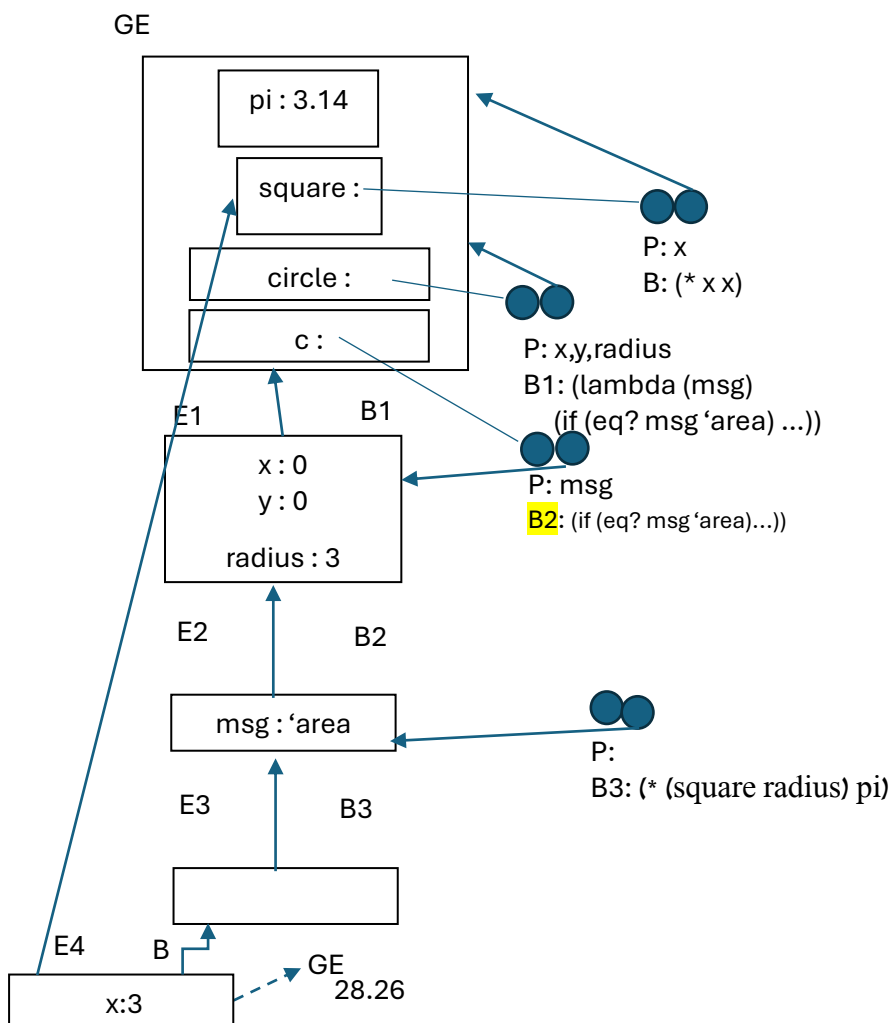 GE
pi : 3.14
square :
P: x
B: (* x x)
circle :
P: x,y,radius
B1: (lambda (msg)
(if (eq? msg ‘area) …))
c :
E1
B1
x : 0
y : 0
radius : 3
P: msg
B2: (if (eq? msg ‘area)…))
E2
B2
msg : ‘area
P:
B3: (* (square radius) pi)
E3
B3
E4
B
GE
28.26
x:3